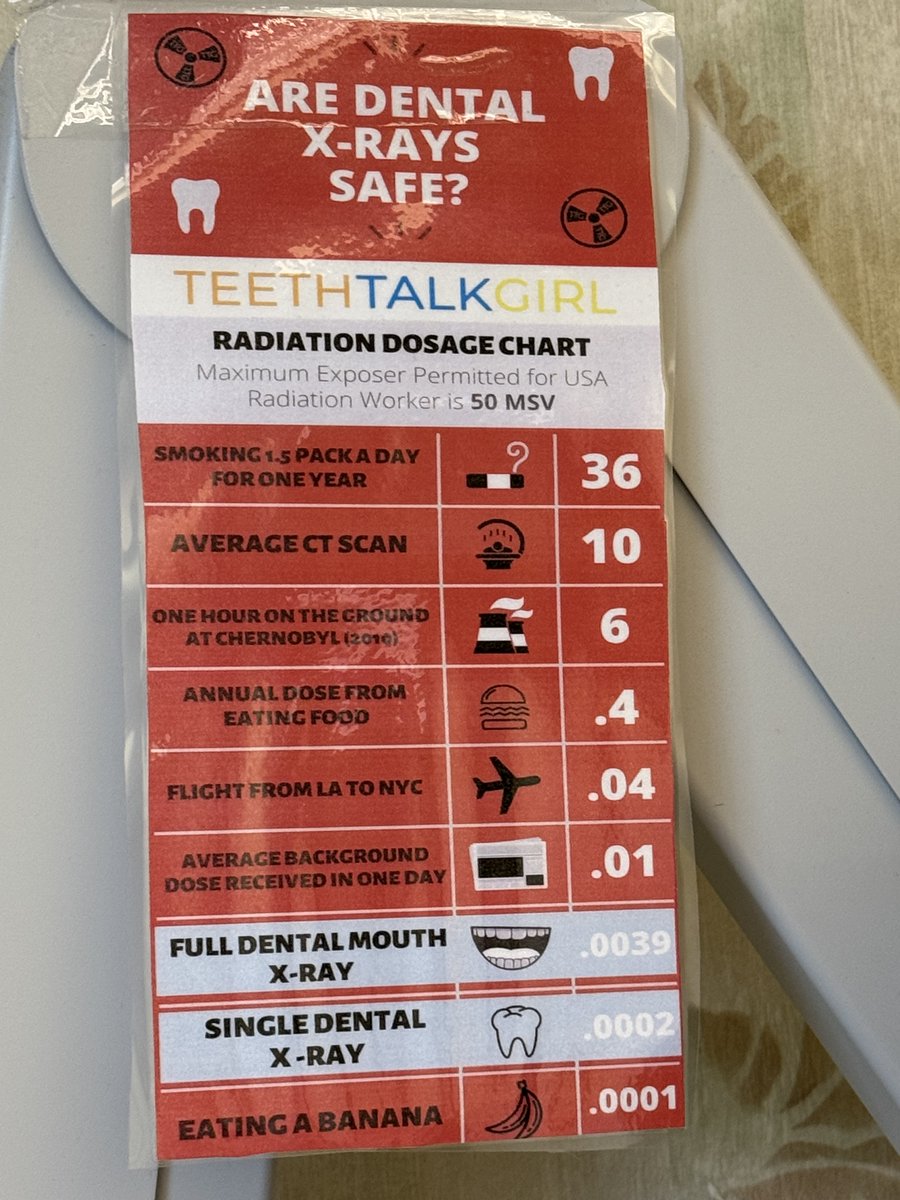 ARE DENTAL
X-RAYS
SAFE?
TEETHTALKGIRL
RADIATION DOSAGE CHART
Maximum Exposer Permitted for USA
Radiation Worker is 50 MSV
SMOKING 1.5 PACK A DAY
FOR ONE YEAR
36
AVERAGE CT SCAN
10
ONE HOUR ON THE GROUND
AT CHERNOBYL (2019)
6
ANNUAL DOSE FROM
EATING FOOD
.4
FLIGHT FROM LA TO NYC
.04
AVERAGE BACKGROUND
DOSE RECEIVED IN ONE DAY
.01
FULL DENTAL MOUTH
X-RAY
.0039
SINGLE DENTAL
X-RAY
.0002
EATING A BANANA
.0001